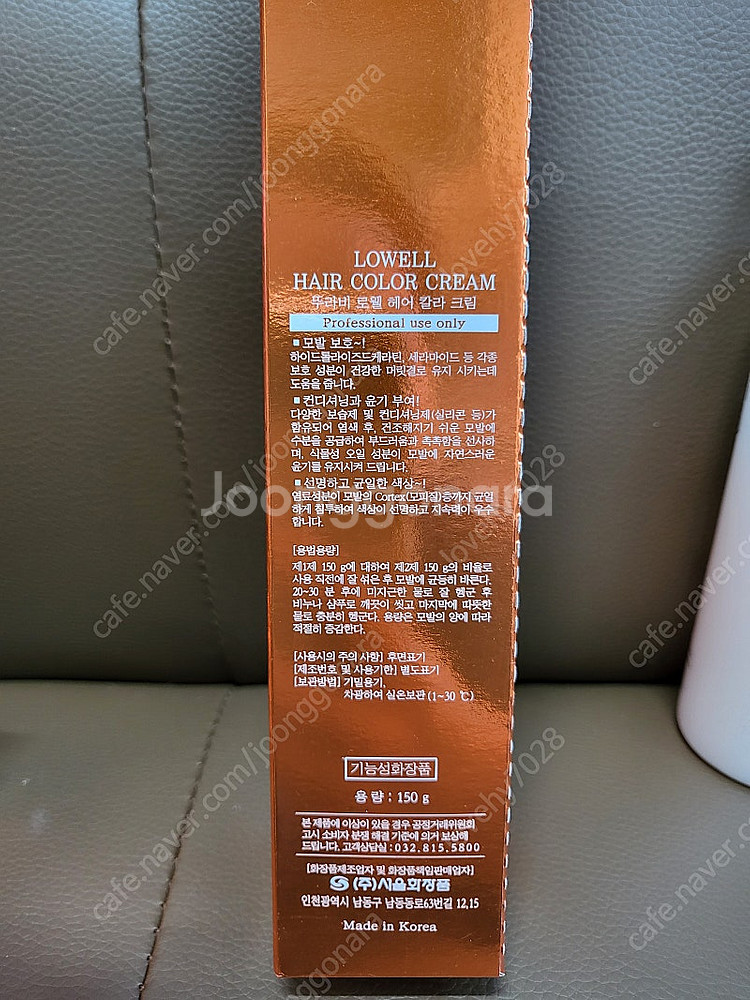 LOWELL
HAIR COLOR CREAM
뚜라비 로웰 헤어 칼라 크림
Professional use only
■ 모발 보호~!
하이드롤라이즈드케라틴, 세라마이드 등 각종
보호 성분이 건강한 머릿결로 유지 시키는데
도움을 줍니다.
■ 컨디셔닝과 윤기 부여!
다양한 보습제 및 컨디셔닝제(실리콘 등)가
함유되어 염색 후, 건조해지기 쉬운 모발에
수분을 공급하여 부드러움과 촉촉함을 선사하
며, 식물성 오일 성분이 모발에 자연스러운
윤기를 유지시켜 드립니다.
■ 선명하고 균일한 색상~!
염료성분이 모발의 Cortex(모피질)층까지 균일
하게 침투하여 색상이 선명하고 지속력이 우수
합니다.
[용법용량]
제1제 150 g에 대하여 제2제 150 g의 비율로
사용 직전에 잘 섞은 후 모발에 균등히 바른다.
20~30 분 후에 미지근한 물로 잘 헹군 후
비누나 샴푸로 깨끗이 씻고 마지막에 따뜻한
물로 충분히 헹군다. 용량은 모발의 양에 따라
적절히 증감한다.
[사용시의 주의 사항] 후면표기
[제조번호 및 사용기한] 별도표기
[보관방법] 기밀용기,
차광하여 실온보관 (1~30 ℃)
기능성화장품
용 량 : 150 g
본 제품에 이상이 있을 경우 공정거래위원회
고시 소비자 분쟁 해결 기준에 의거 보상해
드립니다. 고객상담실 : 032.815.5800
[화장품제조업자 및 화장품책임판매업자]
(주)서울화장품
인천광역시 남동구 남동동로63번길 12,15
Made in Korea
Joonggonara
cafe.naver.com/joonggonara
lovehy7028